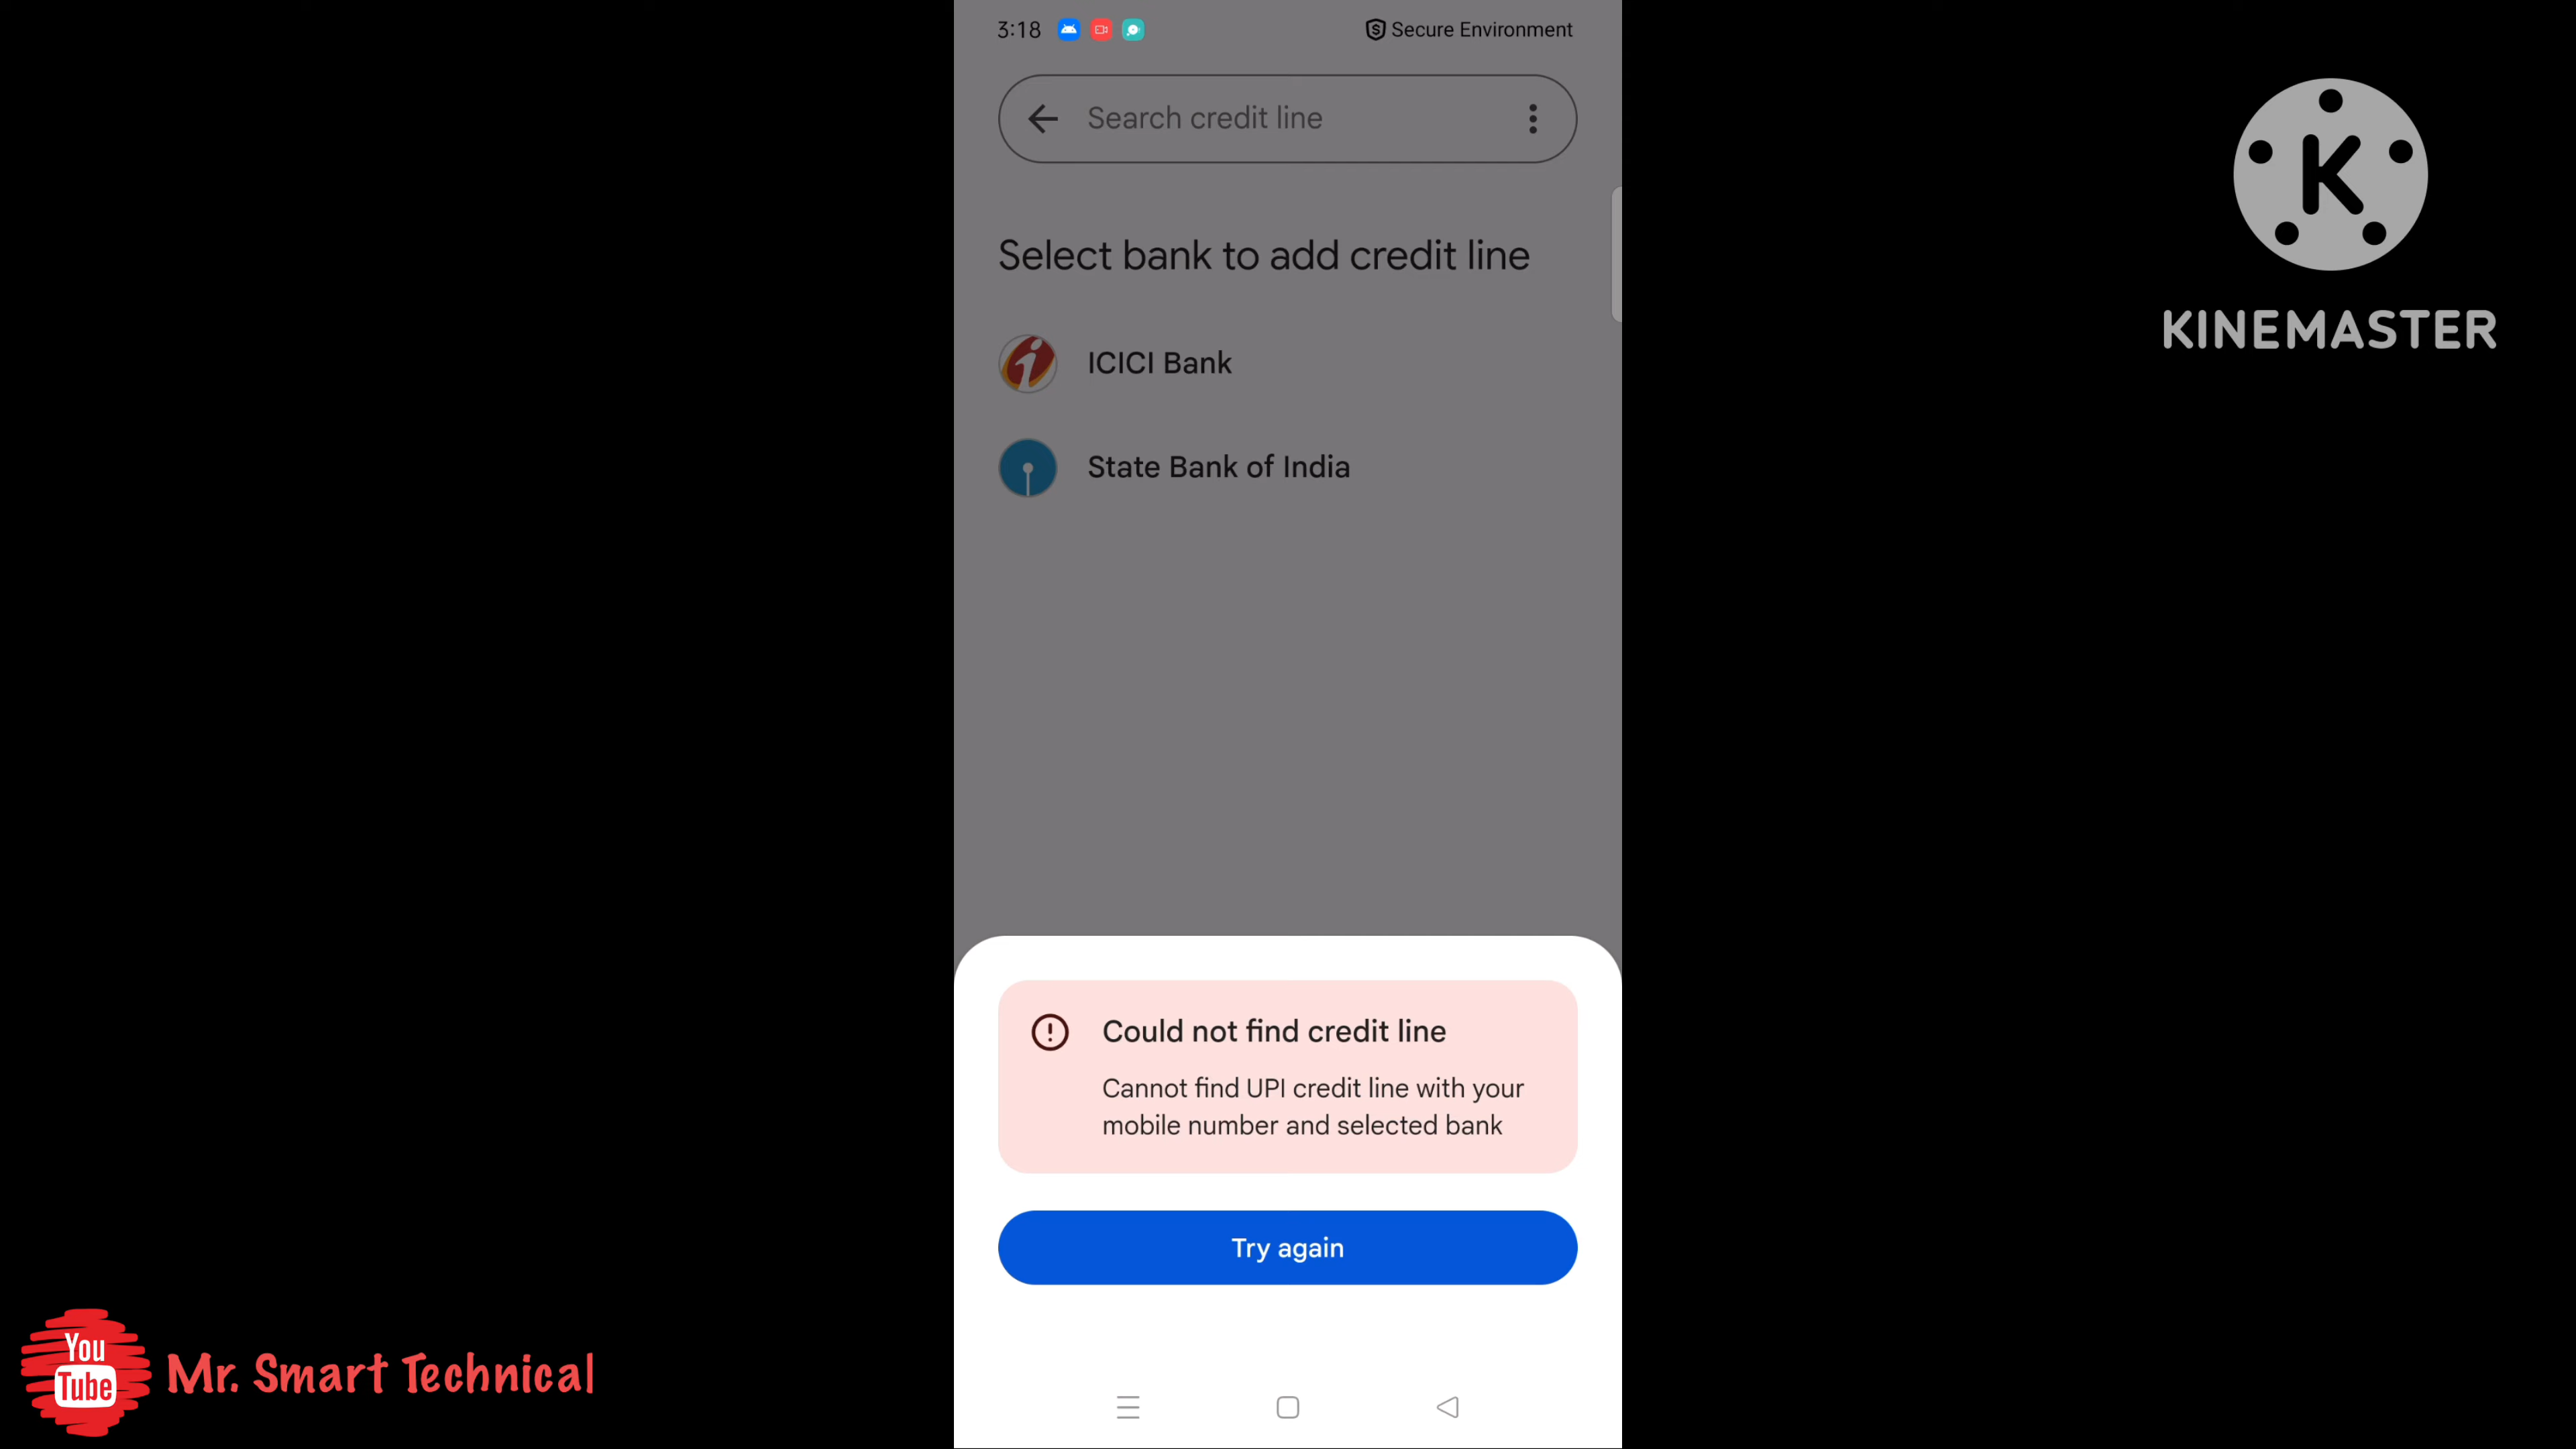 3:18
Secure Environment
Search credit line
Select bank to add credit line
ICICI Bank
State Bank of India
Could not find credit line
Cannot find UPI credit line with your
mobile number and selected bank
Try again
K
KINEMASTER
You
Tube
Mr. Smart Technical